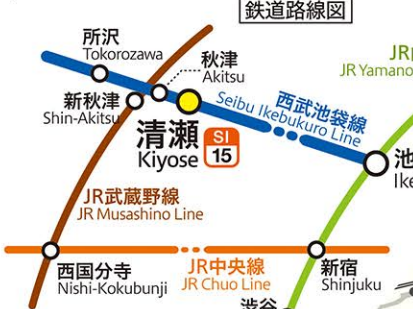 鉄道路線図
所沢
Tokorozawa
秋津
Akitsu
JR
JR Yamano
新秋津
Shin-Akitsu
西武池袋線
Seibu Ikebukuro Line
清瀬
Kiyose
SI
15
池
Ike
JR武蔵野線
JR Musashino Line
西国分寺
Nishi-Kokubunji
JR中央線
JR Chuo Line
新宿
Shinjuku
渋谷